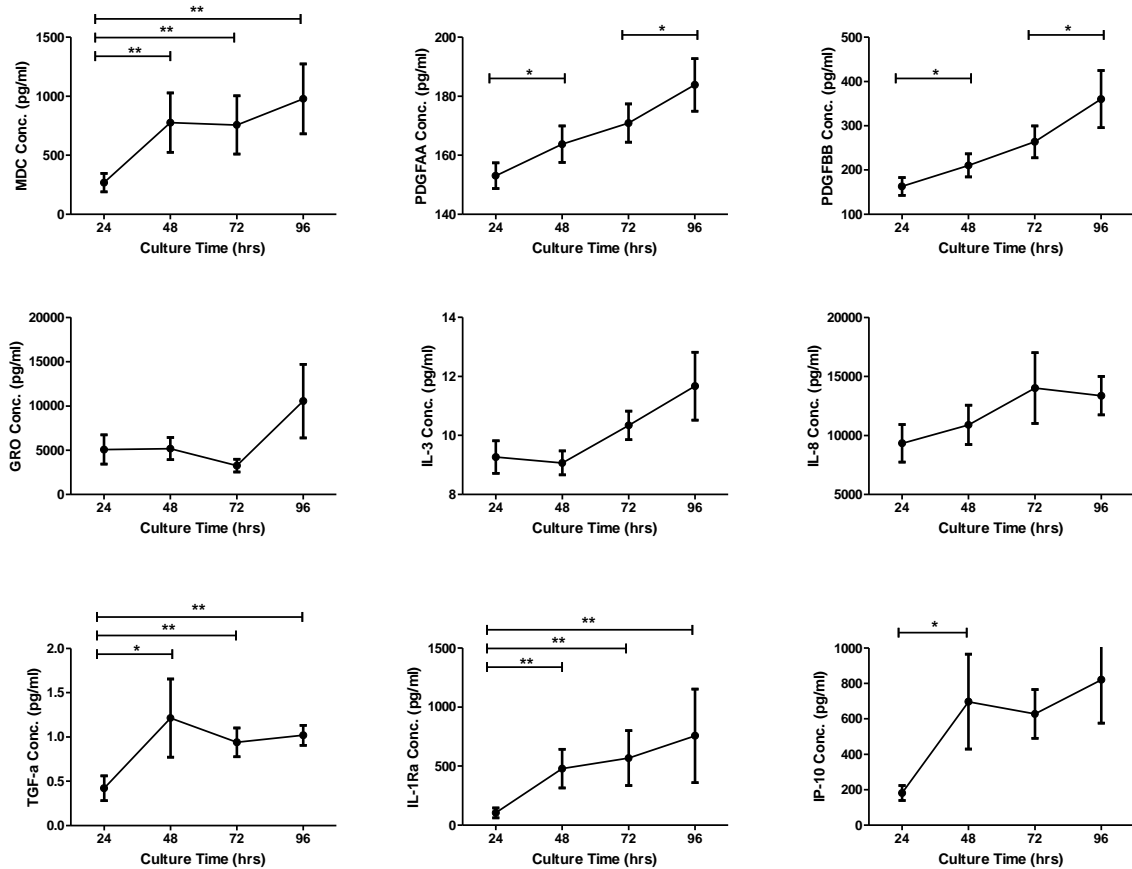 **
**
**
1500
1000
500
0
MDC Conc. (pg/ml)
24 48 72 96
Culture Time (hrs)
*
*
200
180
160
140
PDGFAA Conc. (pg/ml)
24 48 72 96
Culture Time (hrs)
*
*
500
400
300
200
100
PDGFBB Conc. (pg/ml)
24 48 72 96
Culture Time (hrs)
20000
15000
10000
5000
0
GRO Conc. (pg/ml)
24 48 72 96
Culture Time (hrs)
14
12
10
8
IL-3 Conc. (pg/ml)
24 48 72 96
Culture Time (hrs)
20000
15000
10000
5000
IL-8 Conc. (pg/ml)
24 48 72 96
Culture Time (hrs)
**
**
*
2.0
1.5
1.0
0.5
0.0
TGF-a Conc. (pg/ml)
24 48 72 96
Culture Time (hrs)
**
**
**
1500
1000
500
0
IL-1Ra Conc. (pg/ml)
24 48 72 96
Culture Time (hrs)
*
1000
800
600
400
200
0
IP-10 Conc. (pg/ml)
24 48 72 96
Culture Time (hrs)